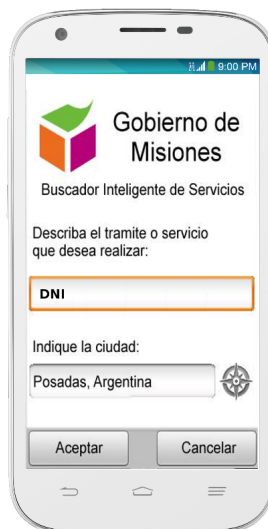 9:00 PM
Gobierno de
Misiones
Buscador Inteligente de Servicios
Describa el tramite o servicio
que desea realizar:
DNI
Indique la ciudad:
Posadas, Argentina
Aceptar
Cancelar